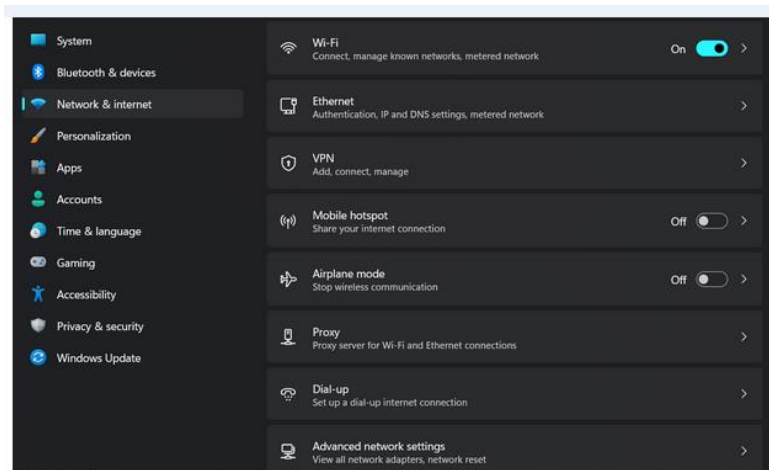 System
Bluetooth & devices
Network & internet
Personalization
Apps
Accounts
Time & language
Gaming
Accessibility
Privacy & security
Windows Update
Wi-Fi
Connect, manage known networks, metered network
On
Ethernet
Authentication, IP and DNS settings, metered network
VPN
Add, connect, manage
Mobile hotspot
Share your internet connection
Off
Airplane mode
Stop wireless communication
Off
Proxy
Proxy server for Wi-Fi and Ethernet connections
Dial-up
Set up a dial-up internet connection
Advanced network settings
View all network adapters, network reset